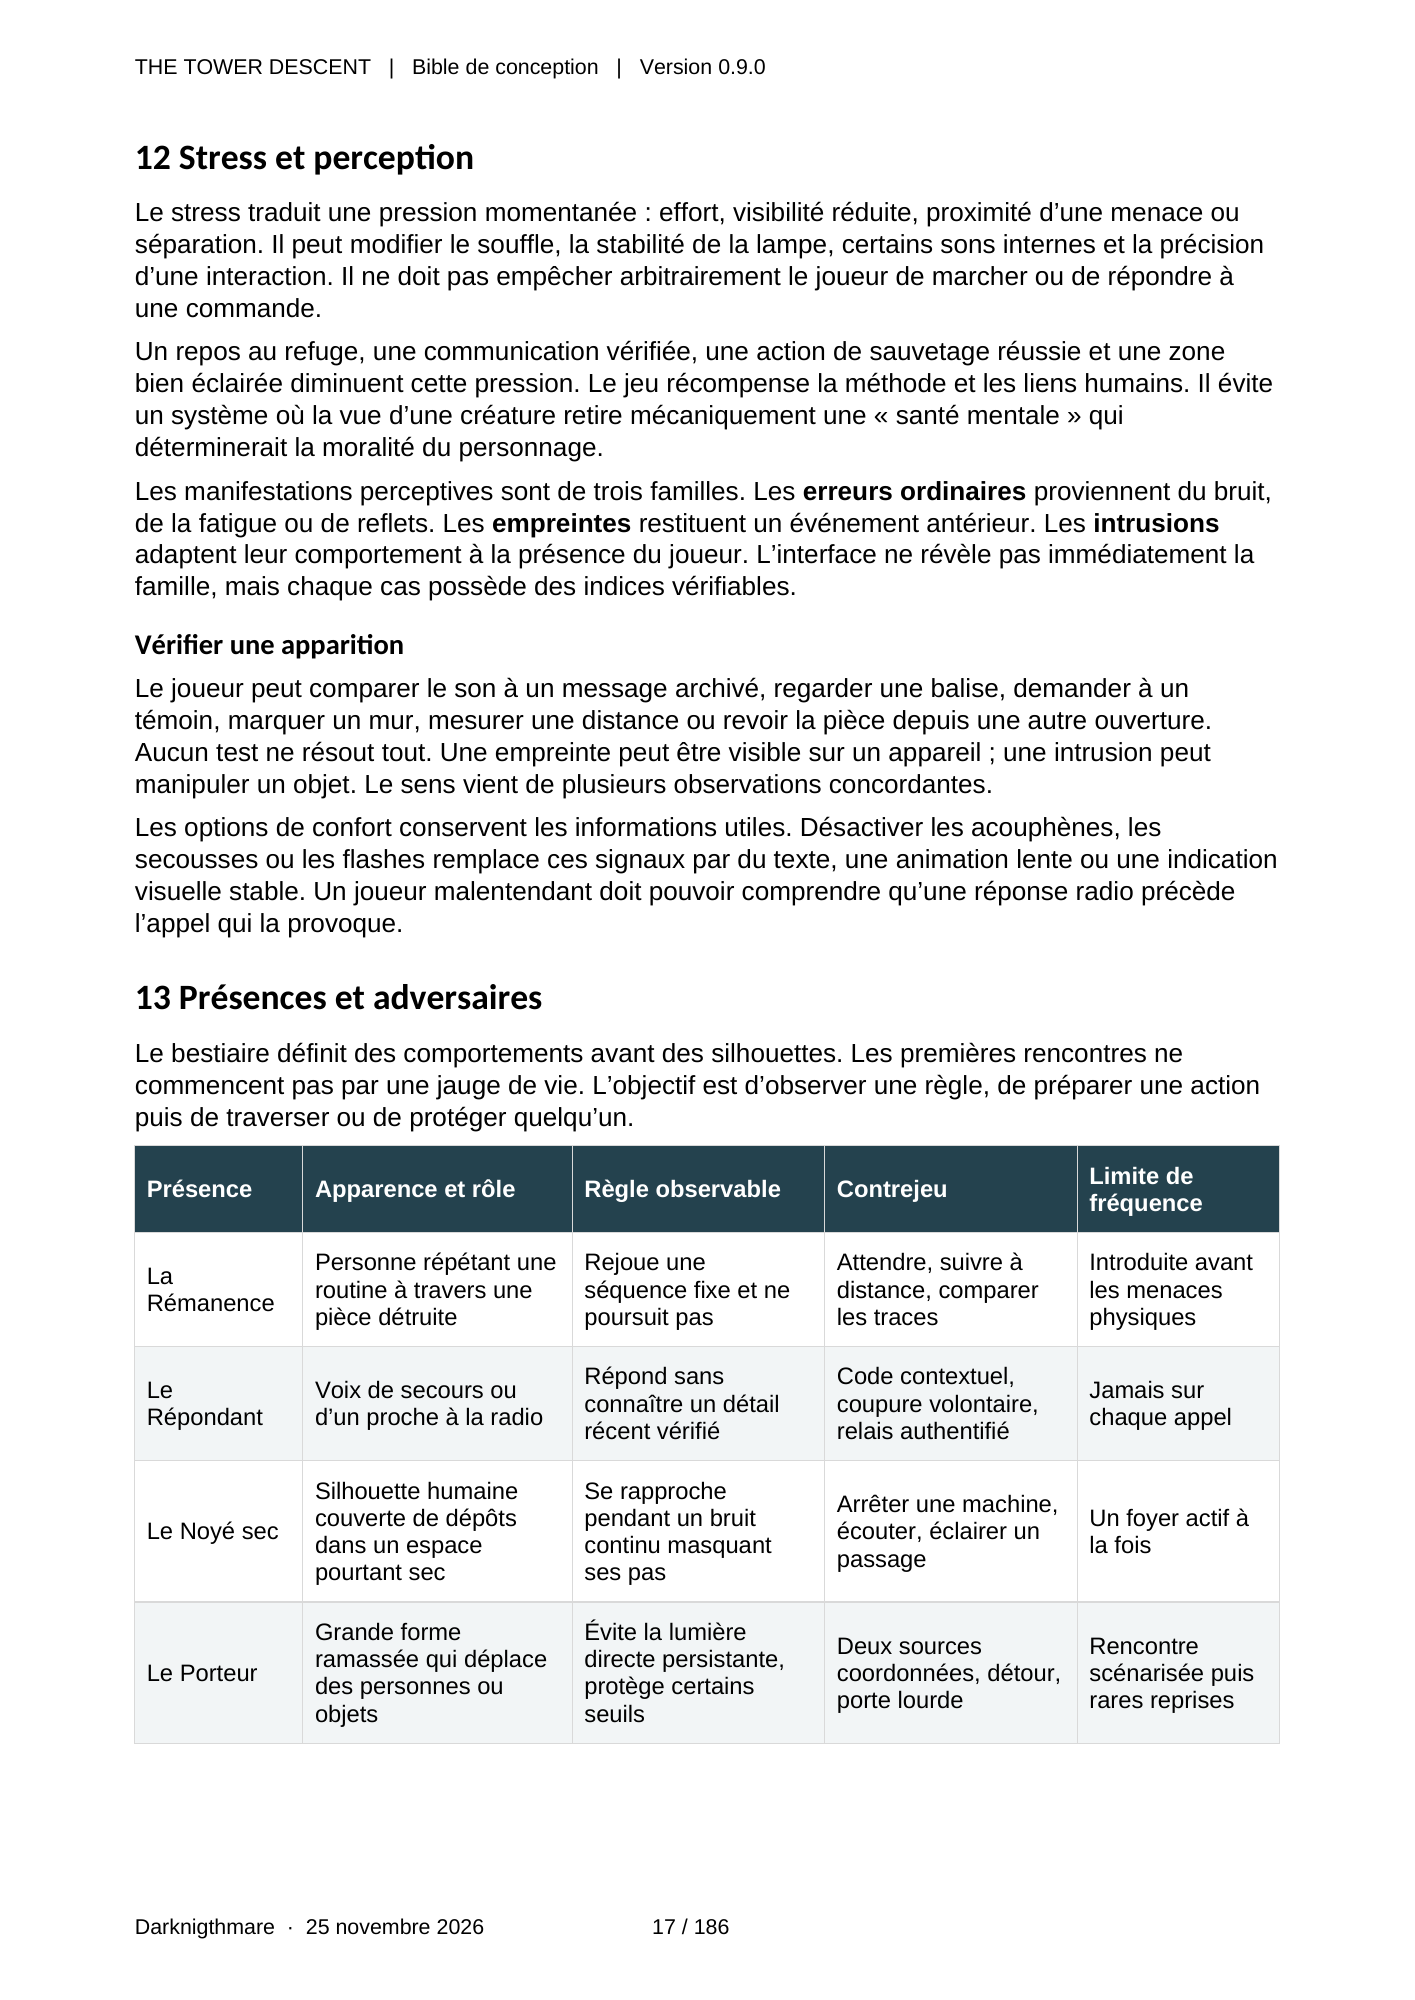 THE TOWER DESCENT | Bible de conception | Version 0.9.0
12 Stress et perception
Le stress traduit une pression momentanée : effort, visibilité réduite, proximité d’une menace ou
séparation. Il peut modifier le souffle, la stabilité de la lampe, certains sons internes et la précision
d’une interaction. Il ne doit pas empêcher arbitrairement le joueur de marcher ou de répondre à
une commande.
Un repos au refuge, une communication vérifiée, une action de sauvetage réussie et une zone
bien éclairée diminuent cette pression. Le jeu récompense la méthode et les liens humains. Il évite
un système où la vue d’une créature retire mécaniquement une « santé mentale » qui
déterminerait la moralité du personnage.
Les manifestations perceptives sont de trois familles. Les erreurs ordinaires proviennent du bruit,
de la fatigue ou de reflets. Les empreintes restituent un événement antérieur. Les intrusions
adaptent leur comportement à la présence du joueur. L’interface ne révèle pas immédiatement la
famille, mais chaque cas possède des indices vérifiables.
Vérifier une apparition
Le joueur peut comparer le son à un message archivé, regarder une balise, demander à un
témoin, marquer un mur, mesurer une distance ou revoir la pièce depuis une autre ouverture.
Aucun test ne résout tout. Une empreinte peut être visible sur un appareil ; une intrusion peut
manipuler un objet. Le sens vient de plusieurs observations concordantes.
Les options de confort conservent les informations utiles. Désactiver les acouphènes, les
secousses ou les flashes remplace ces signaux par du texte, une animation lente ou une indication
visuelle stable. Un joueur malentendant doit pouvoir comprendre qu’une réponse radio précède
l’appel qui la provoque.
13 Présences et adversaires
Le bestiaire définit des comportements avant des silhouettes. Les premières rencontres ne
commencent pas par une jauge de vie. L’objectif est d’observer une règle, de préparer une action
puis de traverser ou de protéger quelqu’un.
Présence
Apparence et rôle
Règle observable
Contrejeu
Limite de
fréquence
La
Rémanence
Personne répétant une
routine à travers une
pièce détruite
Rejoue une
séquence fixe et ne
poursuit pas
Attendre, suivre à
distance, comparer
les traces
Introduite avant
les menaces
physiques
Le
Répondant
Voix de secours ou
d’un proche à la radio
Répond sans
connaître un détail
récent vérifié
Code contextuel,
coupure volontaire,
relais authentifié
Jamais sur
chaque appel
Le Noyé sec
Silhouette humaine
couverte de dépôts
dans un espace
pourtant sec
Se rapproche
pendant un bruit
continu masquant
ses pas
Arrêter une machine,
écouter, éclairer un
passage
Un foyer actif à
la fois
Le Porteur
Grande forme
ramassée qui déplace
des personnes ou
objets
Évite la lumière
directe persistante,
protège certains
seuils
Deux sources
coordonnées, détour,
porte lourde
Rencontre
scénarisée puis
rares reprises
Darknigthmare · 25 novembre 2026
17 / 186